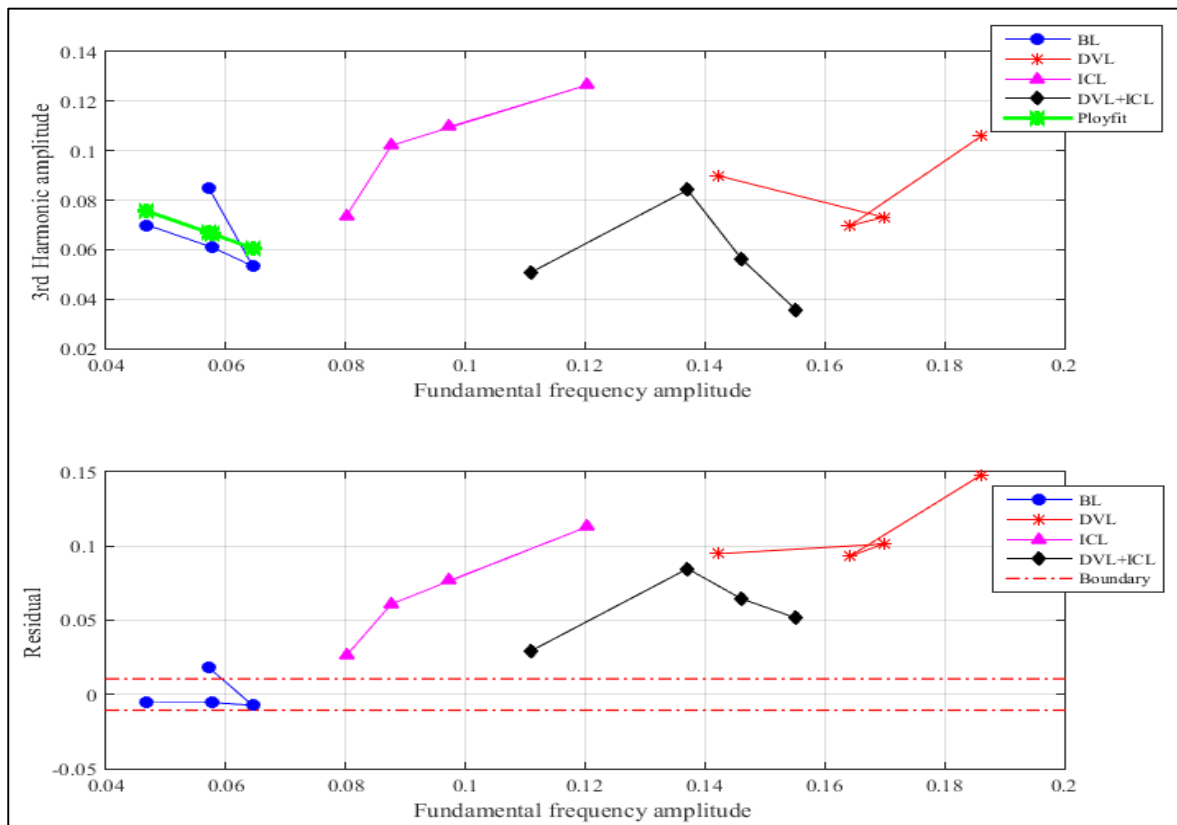 0.14
0.12
0.1
0.08
0.06
0.04
0.02
3rd Harmonic amplitude
0.04 0.06 0.08 0.1 0.12 0.14 0.16 0.18 0.2
Fundamental frequency amplitude
BL
DVL
ICL
DVL+ICL
Ployfit
0.15
0.1
0.05
0
-0.05
Residual
0.04 0.06 0.08 0.1 0.12 0.14 0.16 0.18 0.2
Fundamental frequency amplitude
BL
DVL
ICL
DVL+ICL
Boundary